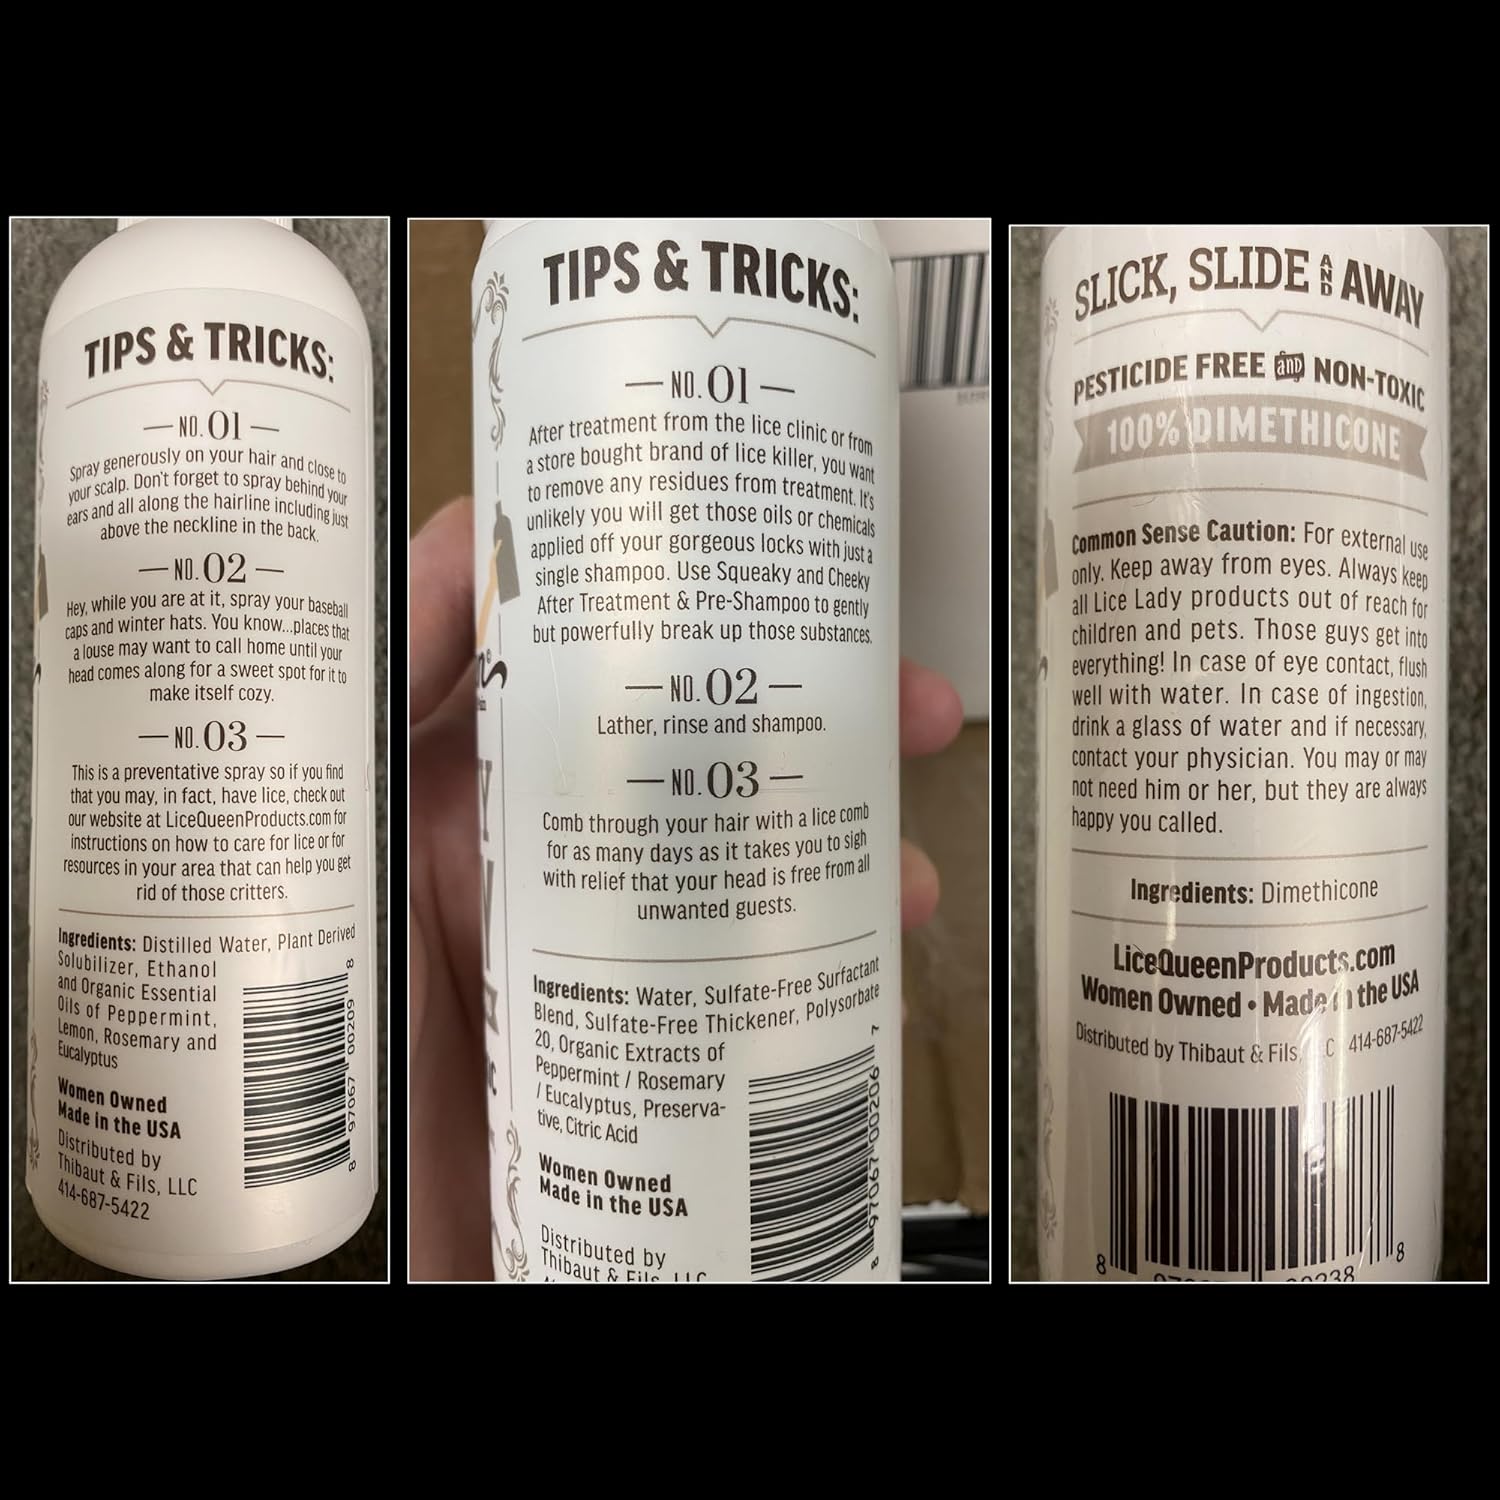 TIPS & TRICKS:
NO. 01
Spray generously on your hair and close to
your scalp. Don't forget to spray behind your
ears and all along the hairline including just
above the neckline in the back.
NO. 02
Hey, while you are at it, spray your baseball
caps and winter hats. You know...places that
a louse may want to call home until your
head comes along for a sweet spot for it to
make itself cozy.
NO. 03
This is a preventative spray so if you find
that you may, in fact, have lice, check out
our website at LiceQueenProducts.com for
instructions on how to care for lice or for
resources in your area that can help you get
rid of those critters.
Ingredients: Distilled Water, Plant Derived
Solubilizer, Ethanol
and Organic Essential
Oils of Peppermint,
Lemon, Rosemary and
Eucalyptus
Women Owned
Made in the USA
Distributed by
Thibaut & Fils, LLC
414-687-5422
8 97067 00209 8
TIPS & TRICKS:
NO. 01
After treatment from the lice clinic or from
a store bought brand of lice killer, you want
to remove any residues from treatment. It's
unlikely you will get those oils or chemicals
applied off your gorgeous locks with just a
single shampoo. Use Squeaky and Cheeky
After Treatment & Pre-Shampoo to gently
but powerfully break up those substances.
NO. 02
Lather, rinse and shampoo.
NO. 03
Comb through your hair with a lice comb
for as many days as it takes you to sigh
with relief that your head is free from all
unwanted guests.
Ingredients: Water, Sulfate-Free Surfactant
Blend, Sulfate-Free Thickener, Polysorbate
20, Organic Extracts of
Peppermint / Rosemary
/ Eucalyptus, Preserva-
tive, Citric Acid
Women Owned
Made in the USA
Distributed by
Thibaut & Fils, LLC
8 97067 00206 7
SLICK, SLIDE AND AWAY
PESTICIDE FREE and NON-TOXIC
100% DIMETHICONE
Common Sense Caution: For external use
only. Keep away from eyes. Always keep
all Lice Lady products out of reach for
children and pets. Those guys get into
everything! In case of eye contact, flush
well with water. In case of ingestion,
drink a glass of water and if necessary,
contact your physician. You may or may
not need him or her, but they are always
happy you called.
Ingredients: Dimethicone
LiceQueenProducts.com
Women Owned • Made in the USA
Distributed by Thibaut & Fils, 414-687-5422
8 8